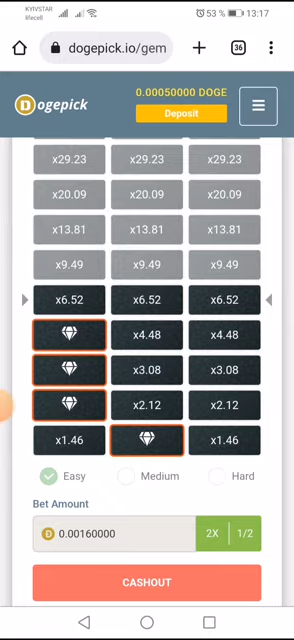 KYIVSTAR
lifecell
53 %
13:17
dogepick.io/gem
36
0.00050000 DOGE
Dogepick
Deposit
x29.23 x29.23 x29.23
x20.09 x20.09 x20.09
x13.81 x13.81 x13.81
x9.49 x9.49 x9.49
x6.52 x6.52 x6.52
x4.48 x4.48
x3.08 x3.08
x2.12 x2.12
x1.46 x1.46
Easy Medium Hard
Bet Amount
0.00160000 2X 1/2
CASHOUT